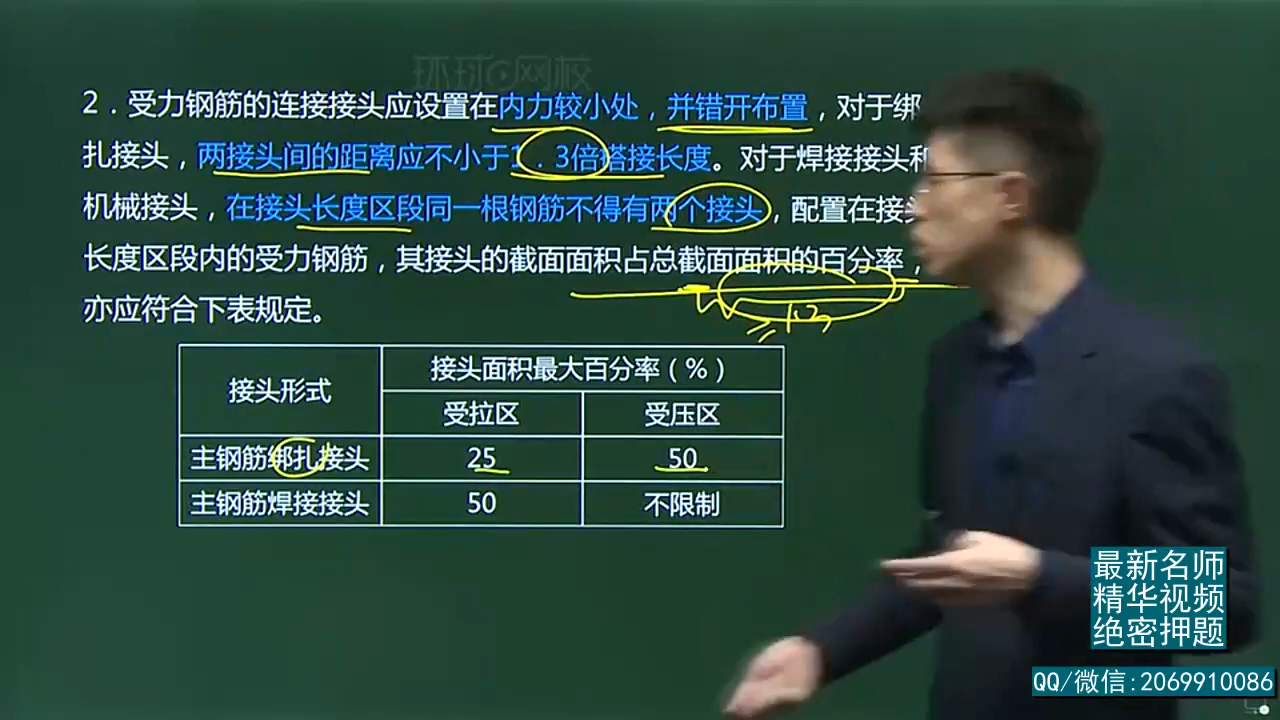 环球网校
2．受力钢筋的连接接头应设置在内力较小处，并错开布置，对于绑
扎接头，两接头间的距离应不小于1．3倍搭接长度。对于焊接接头和
机械接头，在接头长度区段同一根钢筋不得有两个接头，配置在接头
长度区段内的受力钢筋，其接头的截面面积占总截面面积的百分率，
≥1.3
亦应符合下表规定。
接头形式 接头面积最大百分率（%）
受拉区 受压区
主钢筋绑扎接头 25 50
主钢筋焊接接头 50 不限制
最新名师
精华视频
绝密押题
QQ/微信:2069910086